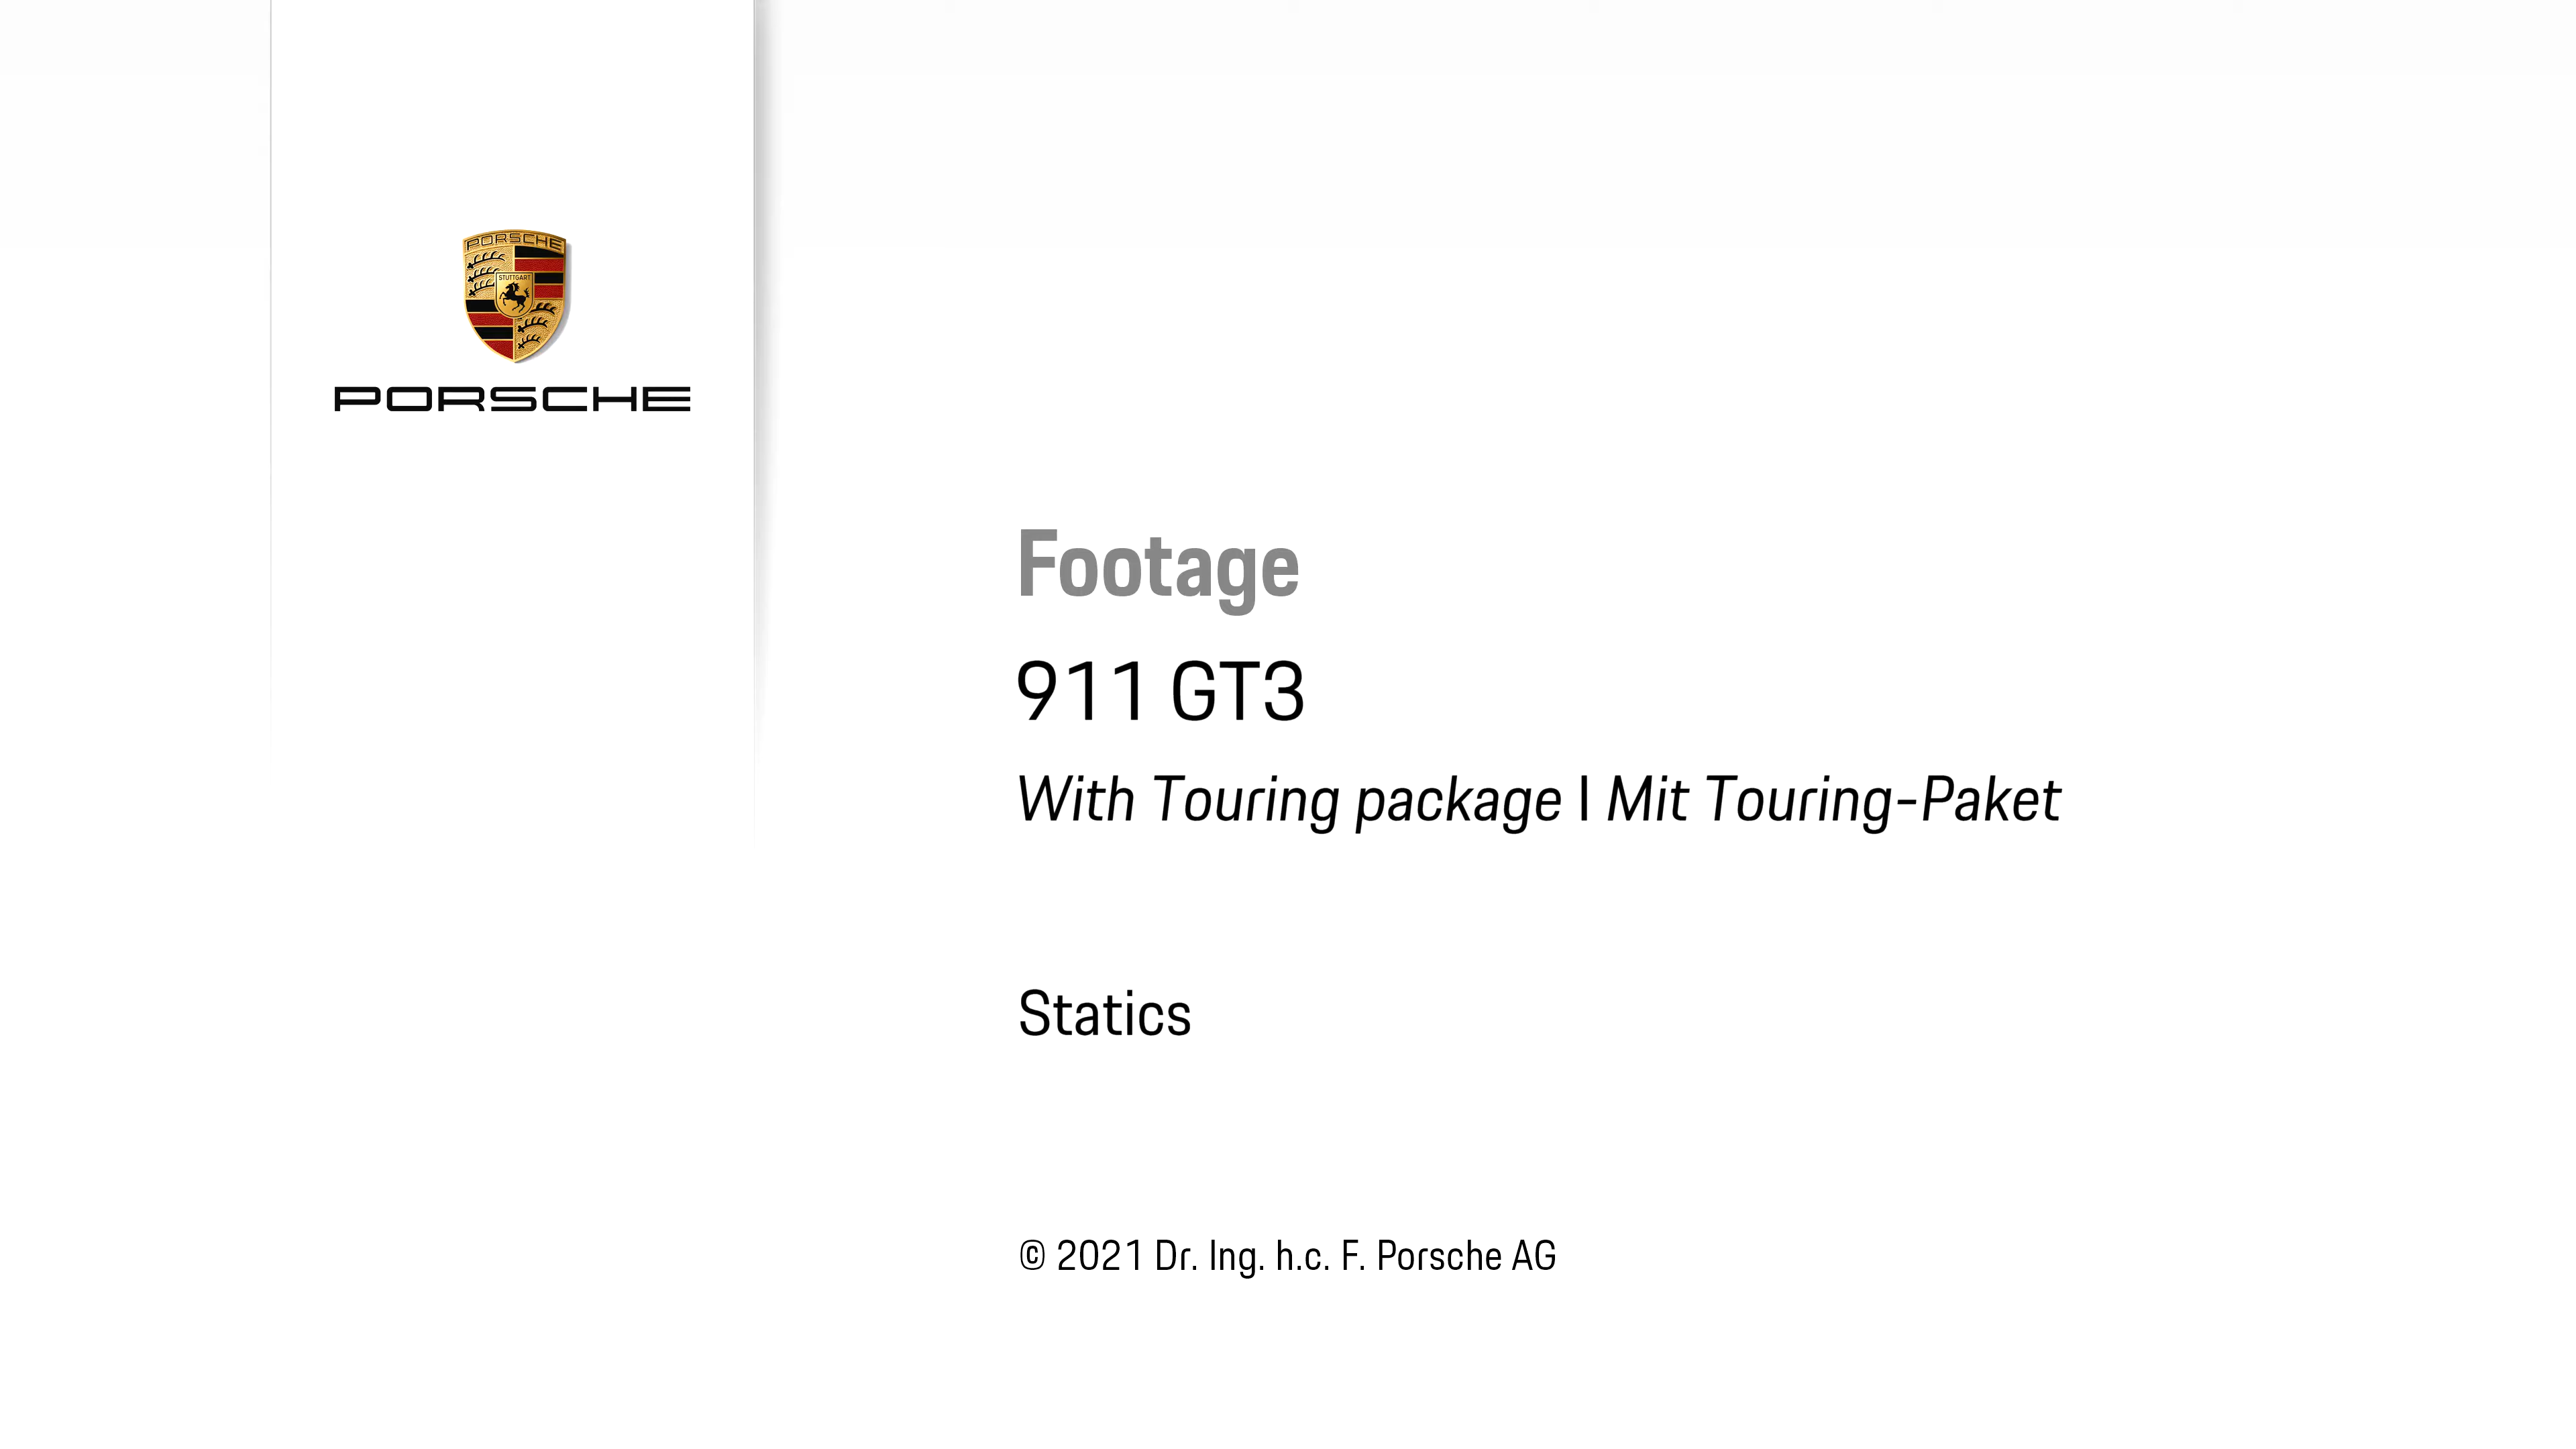 PORSCHE
STUTTGART
PORSCHE
Footage
911 GT3
With Touring package | Mit Touring-Paket
Statics
© 2021 Dr. Ing. h.c. F. Porsche AG